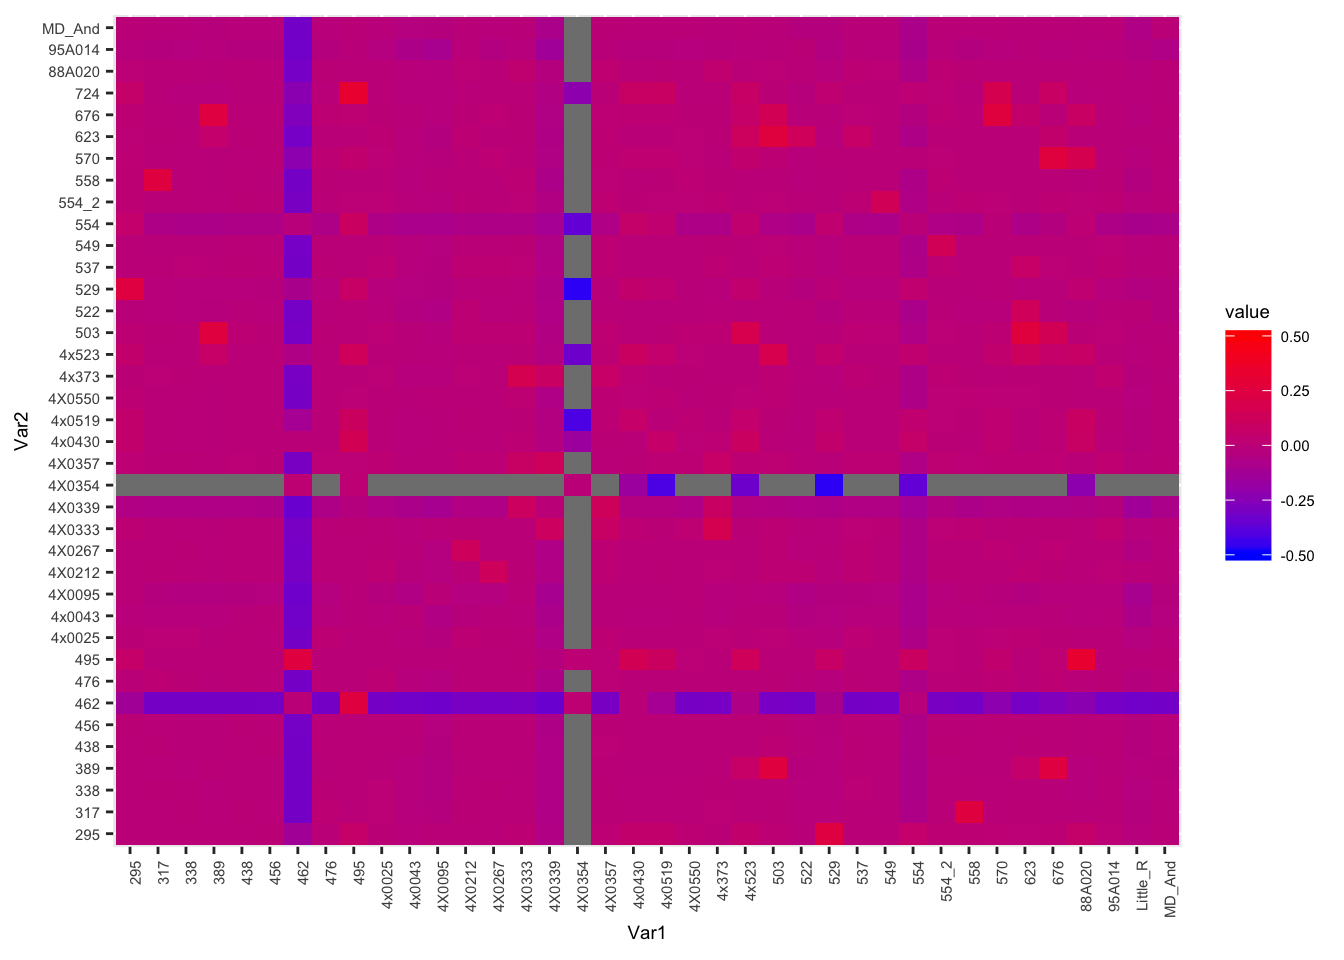 MD_And
95A014
88A020
724
676
623
570
558
554_2
554
549
537
529
522
503
4x523
4x373
4X0550
4x0519
4x0430
4X0357
4X0354
4X0339
4X0333
4X0267
4X0212
4X0095
4x0043
4x0025
495
476
462
456
438
389
338
317
295
Var2
295
317
338
389
438
456
462
476
495
4x0025
4x0043
4X0095
4X0212
4X0267
4X0333
4X0339
4X0354
4X0357
4x0430
4x0519
4X0550
4x373
4x523
503
522
529
537
549
554
554_2
558
570
623
676
88A020
95A014
Little_R
MD_And
Var1
value
0.50
0.25
0.00
-0.25
-0.50